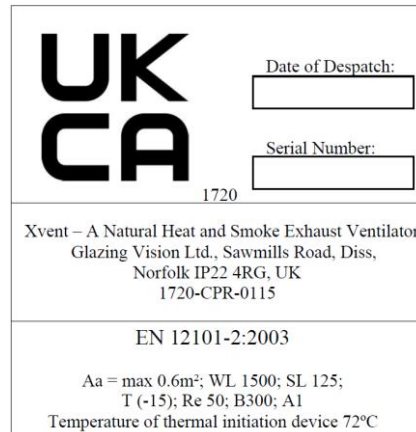 UK
CA
1720
Date of Despatch:
Serial Number:
Xvent – A Natural Heat and Smoke Exhaust Ventilator
Glazing Vision Ltd., Sawmills Road, Diss,
Norfolk IP22 4RG, UK
1720-CPR-0115
EN 12101-2:2003
Aa = max 0.6m²; WL 1500; SL 125;
T (-15); Re 50; B300; A1
Temperature of thermal initiation device 72ºC